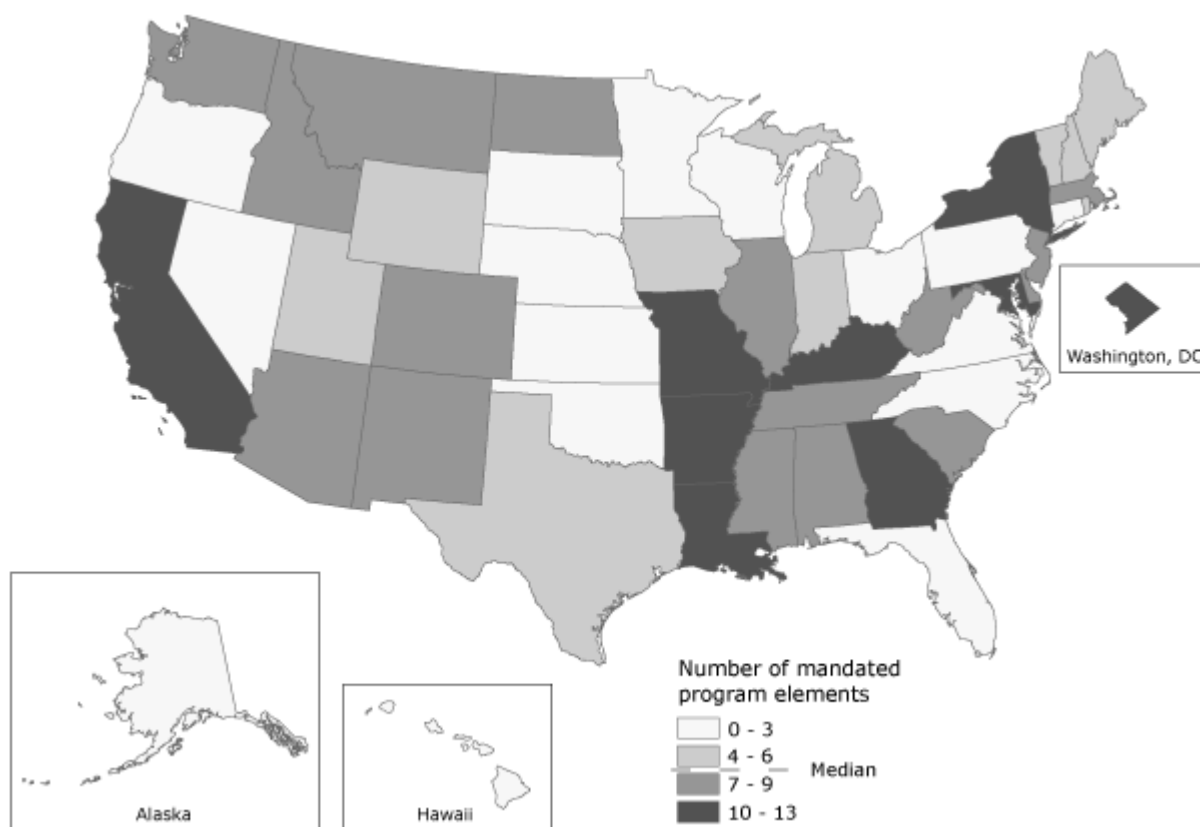 Washington, DC
Number of mandated
program elements
0 - 3
4 - 6
Median
7 - 9
10 - 13
Alaska
Hawaii